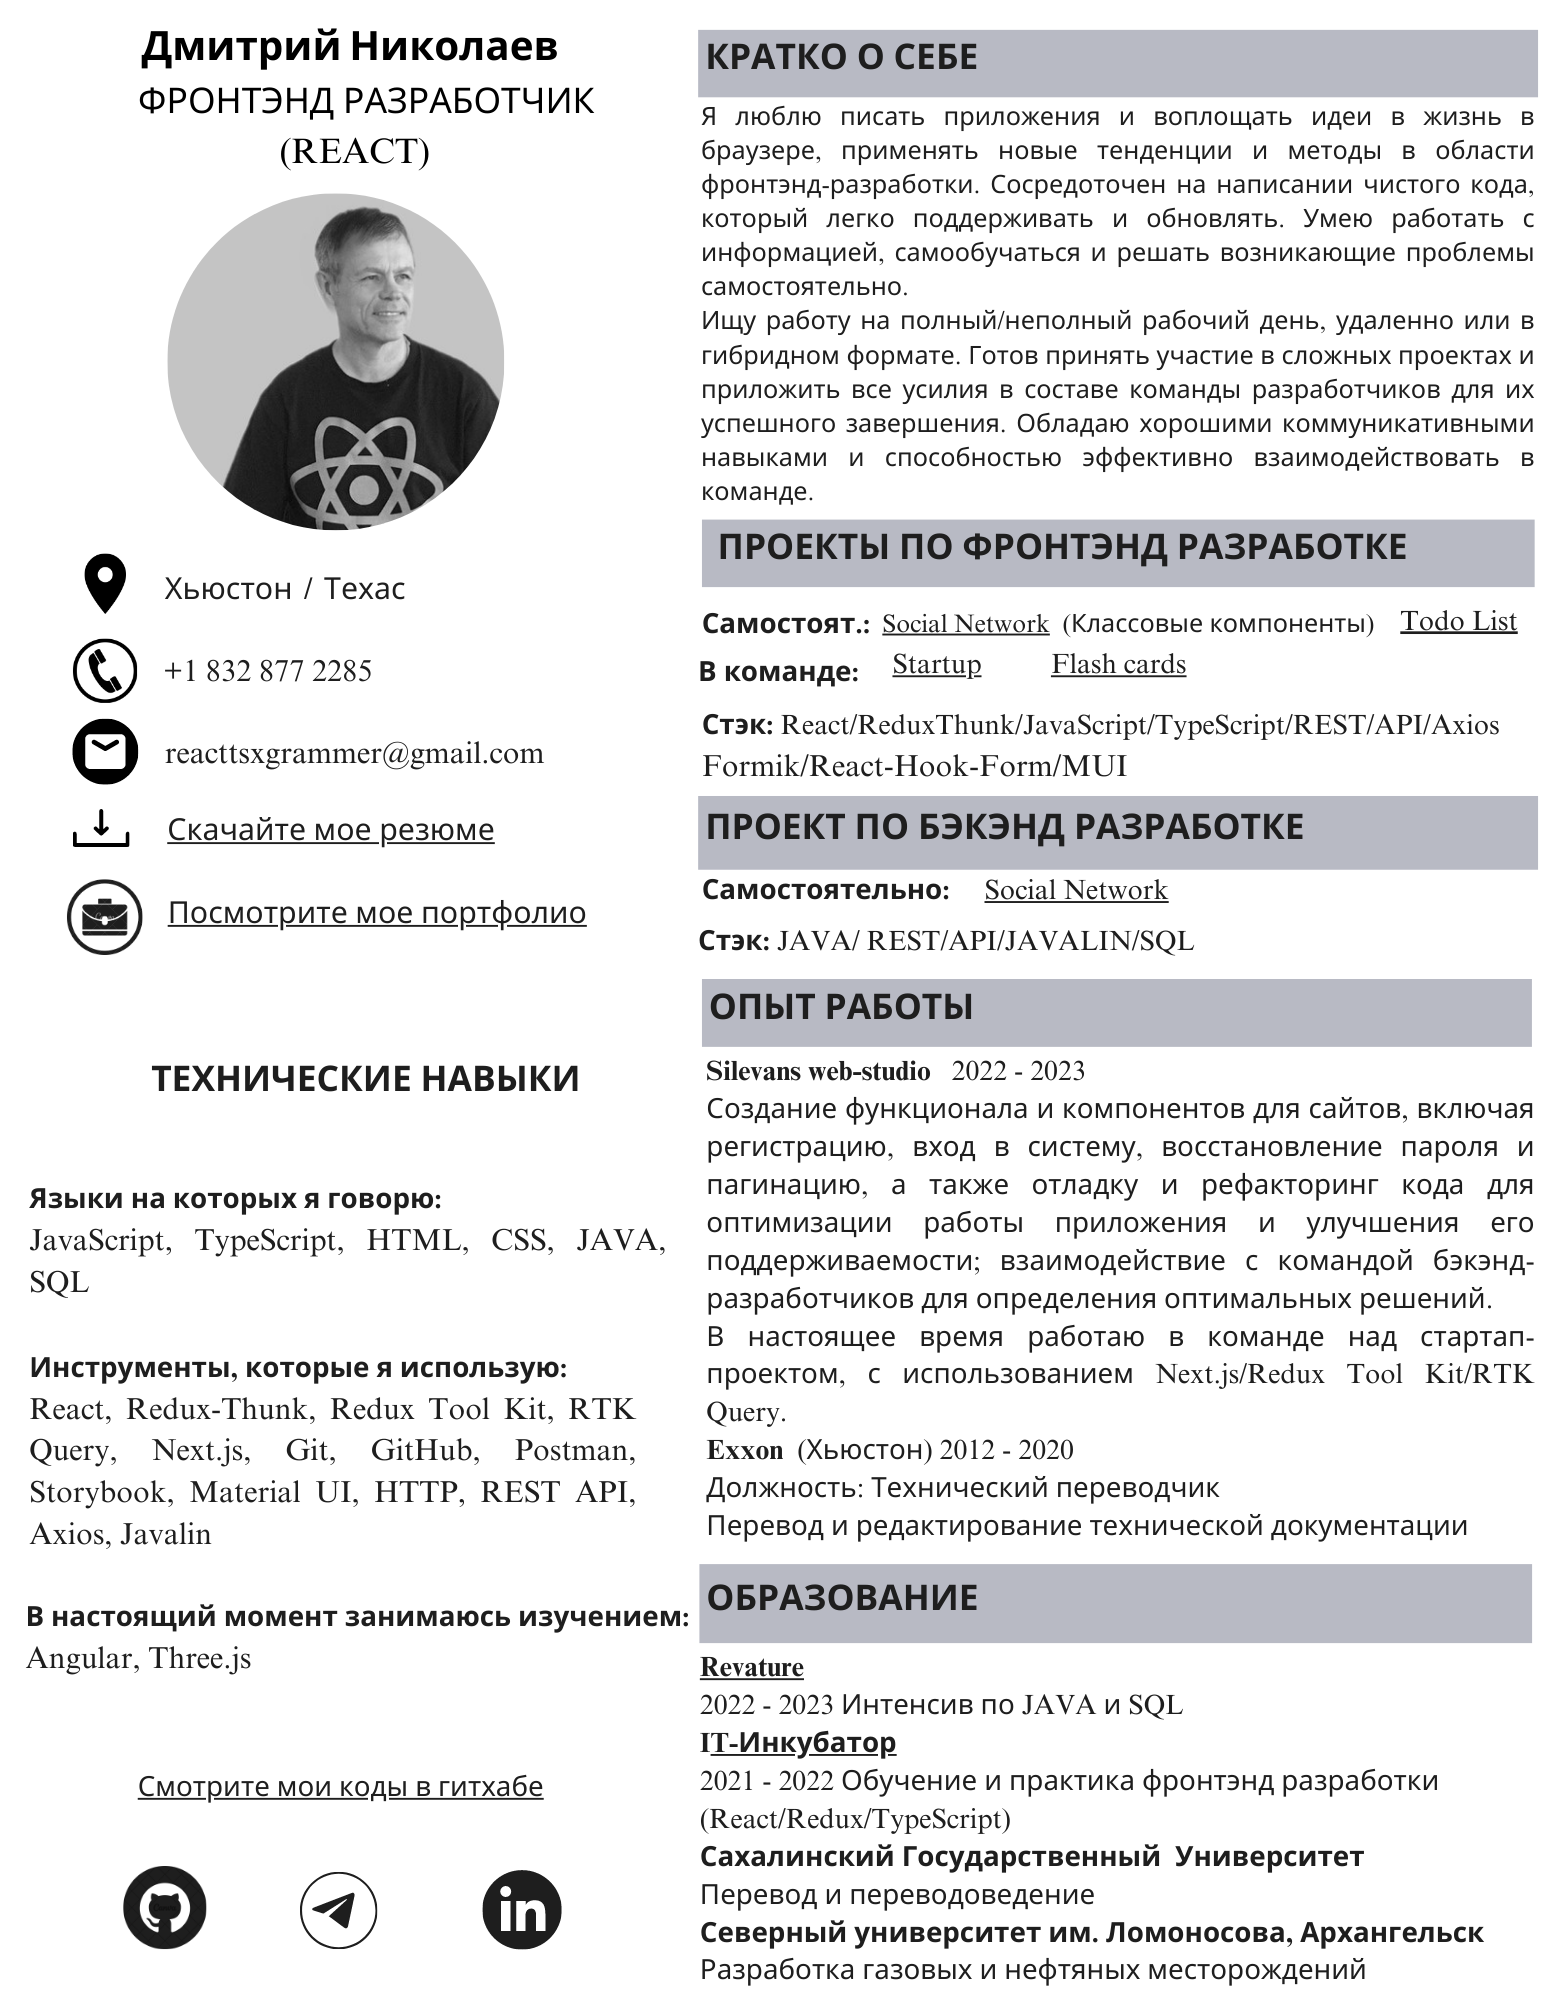 Дмитрий Николаев
ФРОНТЭНД РАЗРАБОТЧИК
(REACT)
Хьюстон / Техас
+1 832 877 2285
reacttsxgrammer@gmail.com
Скачайте мое резюме
Посмотрите мое портфолио
ТЕХНИЧЕСКИЕ НАВЫКИ
Языки на которых я говорю:
JavaScript, TypeScript, HTML, CSS, JAVA,
SQL
Инструменты, которые я использую:
React, Redux-Thunk, Redux Tool Kit, RTK
Query, Next.js, Git, GitHub, Postman,
Storybook, Material UI, HTTP, REST API,
Axios, Javalin
В настоящий момент занимаюсь изучением:
Angular, Three.js
Смотрите мои коды в гитхабе
in
КРАТКО О СЕБЕ
Я люблю писать приложения и воплощать идеи в жизнь в
браузере, применять новые тенденции и методы в области
фронтэнд-разработки. Сосредоточен на написании чистого кода,
который легко поддерживать и обновлять. Умею работать с
информацией, самообучаться и решать возникающие проблемы
самостоятельно.
Ищу работу на полный/неполный рабочий день, удаленно или в
гибридном формате. Готов принять участие в сложных проектах и
приложить все усилия в составе команды разработчиков для их
успешного завершения. Обладаю хорошими коммуникативными
навыками и способностью эффективно взаимодействовать в
команде.
ПРОЕКТЫ ПО ФРОНТЭНД РАЗРАБОТКЕ
Самостоят.: Social Network (Классовые компоненты) Todo List
В команде: Startup Flash cards
Стэк: React/ReduxThunk/JavaScript/TypeScript/REST/API/Axios
Formik/React-Hook-Form/MUI
ПРОЕКТ ПО БЭКЭНД РАЗРАБОТКЕ
Самостоятельно: Social Network
Стэк: JAVA/ REST/API/JAVALIN/SQL
ОПЫТ РАБОТЫ
Silevans web-studio 2022 - 2023
Создание функционала и компонентов для сайтов, включая
регистрацию, вход в систему, восстановление пароля и
пагинацию, а также отладку и рефакторинг кода для
оптимизации работы приложения и улучшения его
поддерживаемости; взаимодействие с командой бэкэнд-
разработчиков для определения оптимальных решений.
В настоящее время работаю в команде над стартап-
проектом, с использованием Next.js/Redux Tool Kit/RTK
Query.
Exxon (Хьюстон) 2012 - 2020
Должность: Технический переводчик
Перевод и редактирование технической документации
ОБРАЗОВАНИЕ
Revature
2022 - 2023 Интенсив по JAVA и SQL
IT-Инкубатор
2021 - 2022 Обучение и практика фронтэнд разработки
(React/Redux/TypeScript)
Сахалинский Государственный Университет
Перевод и переводоведение
Северный университет им. Ломоносова, Архангельск
Разработка газовых и нефтяных месторождений